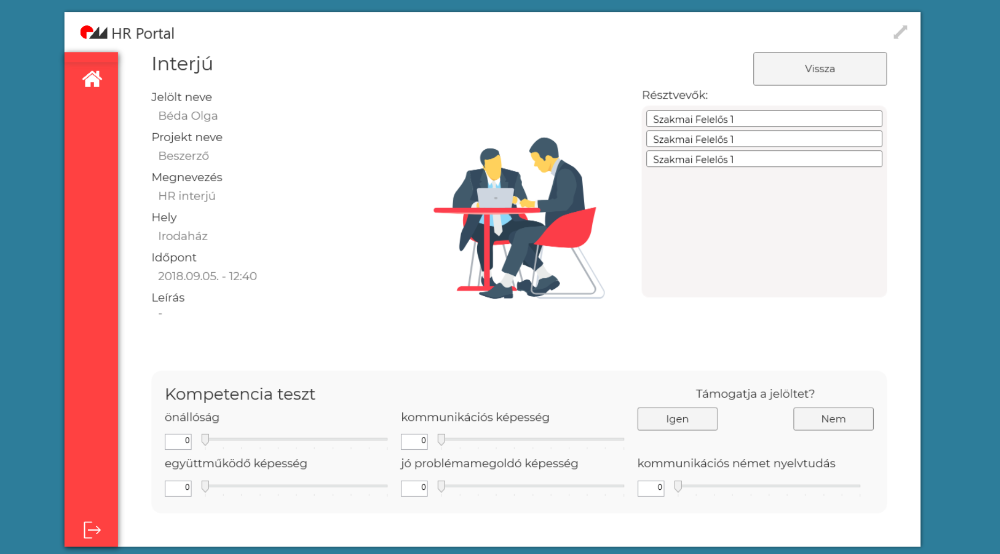 HR Portal
Interjú
Vissza
Jelölt neve
Béda Olga
Projekt neve
Beszerző
Megnevezés
HR interjú
Hely
Irodaház
Időpont
2018.09.05. - 12:40
Leírás
-
Résztvevők:
Szakmai Felelős 1
Szakmai Felelős 1
Szakmai Felelős 1
Kompetencia teszt
Támogatja a jelöltet?
Igen
Nem
önállóság
0
kommunikációs képesség
0
együttműködő képesség
0
jó problémamegoldó képesség
0
kommunikációs német nyelvtudás
0